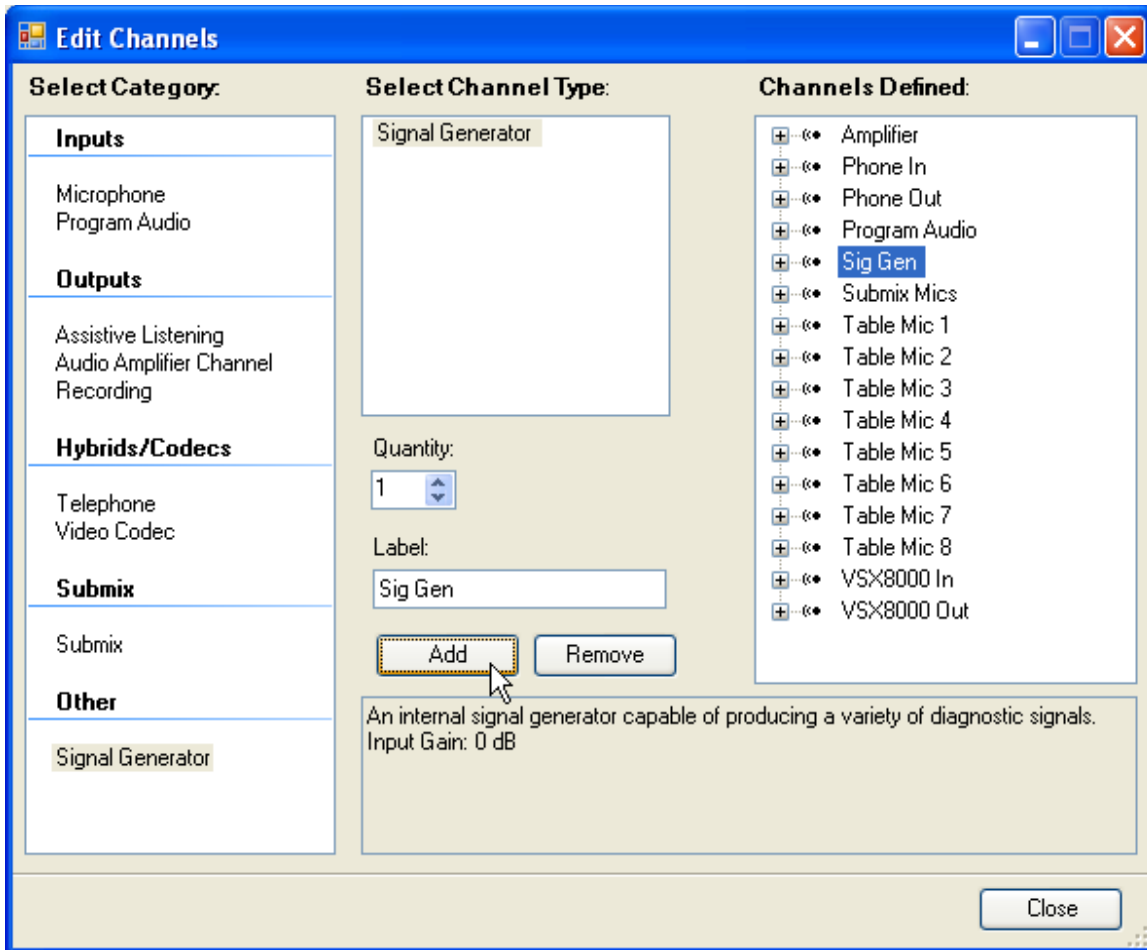 Edit Channels
Select Category:
Inputs
Microphone
Program Audio
Outputs
Assistive Listening
Audio Amplifier Channel
Recording
Hybrids/Codecs
Telephone
Video Codec
Submix
Submix
Other
Signal Generator
Select Channel Type:
Signal Generator
Quantity:
1
Label:
Sig Gen
Add
Remove
Channels Defined:
Amplifier
Phone In
Phone Out
Program Audio
Sig Gen
Submix Mics
Table Mic 1
Table Mic 2
Table Mic 3
Table Mic 4
Table Mic 5
Table Mic 6
Table Mic 7
Table Mic 8
VSX8000 In
VSX8000 Out
An internal signal generator capable of producing a variety of diagnostic signals.
Input Gain: 0 dB
Close